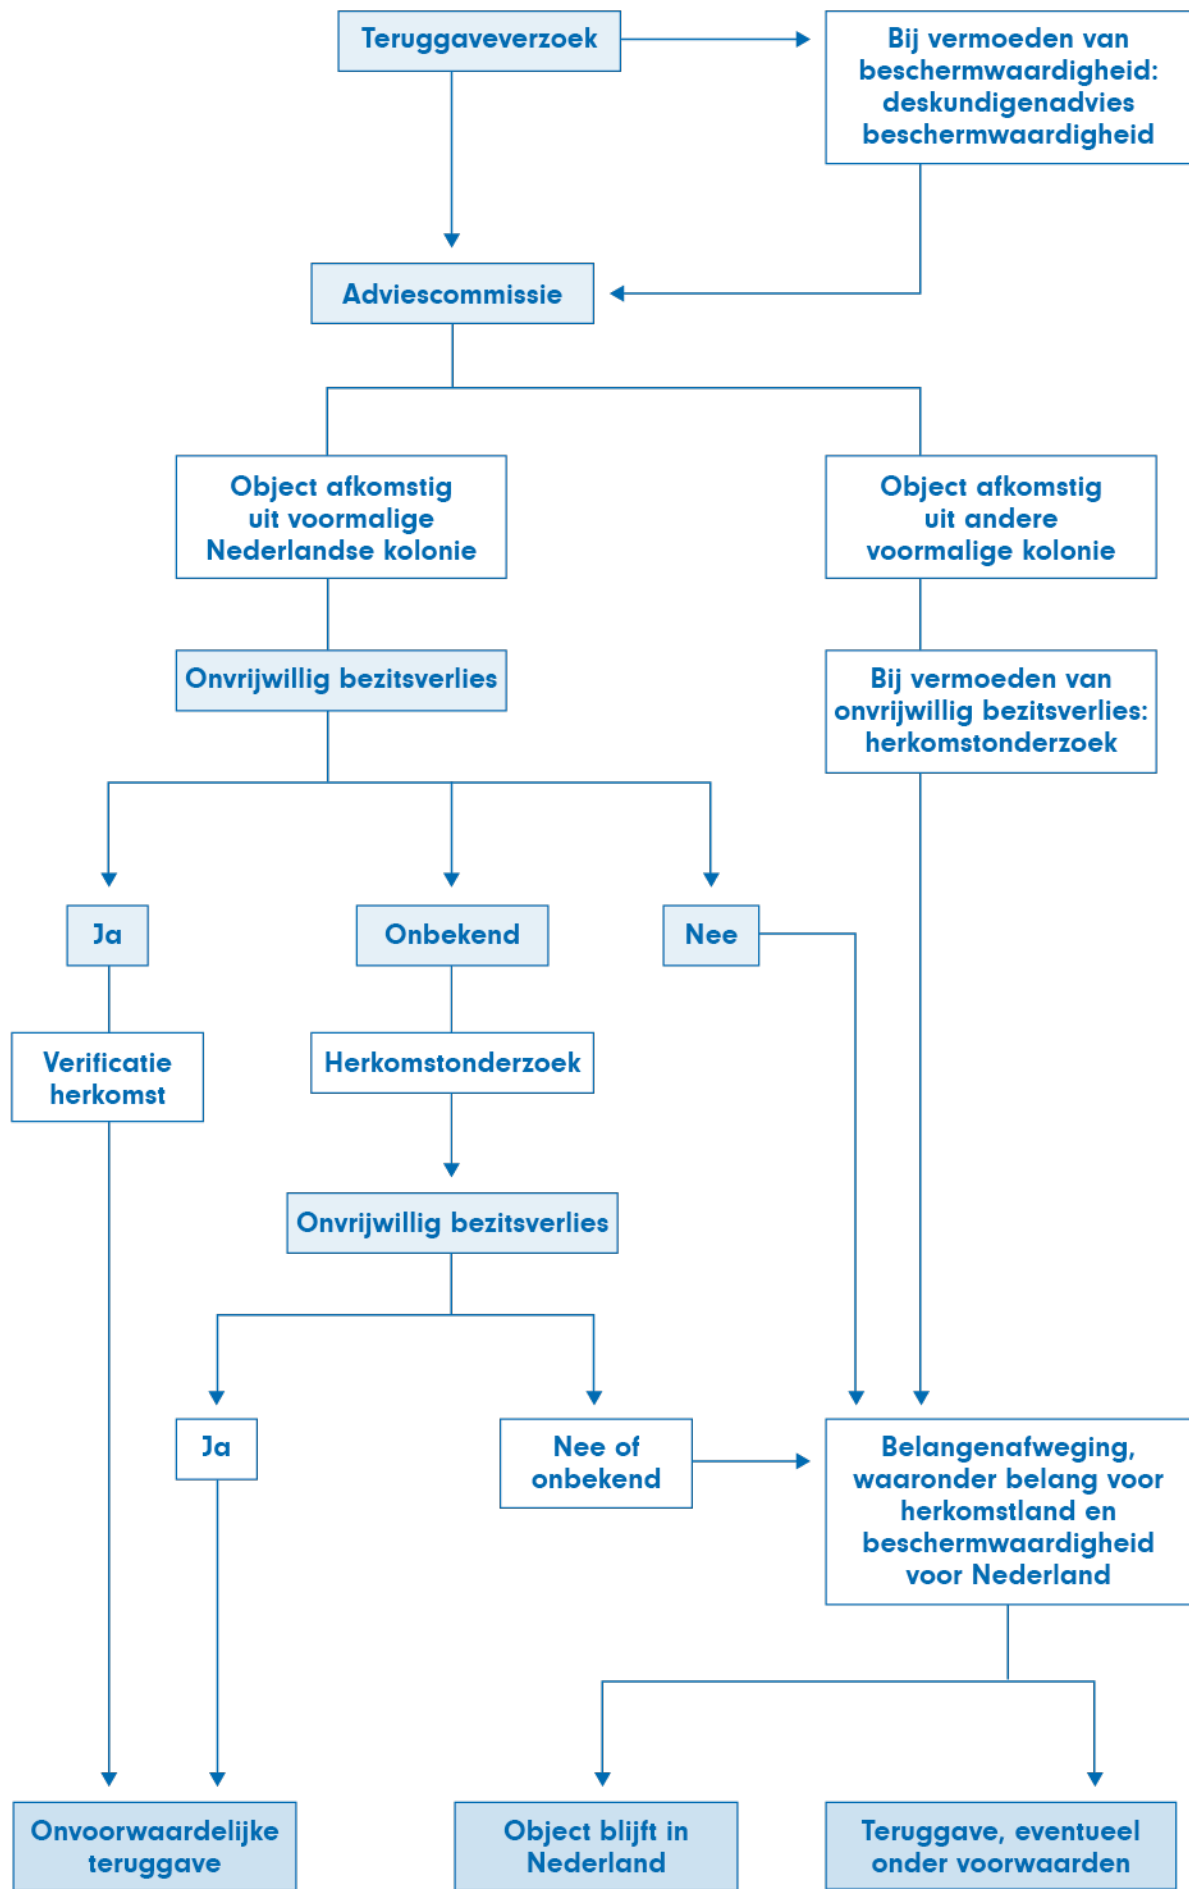 Teruggaveverzoek
Bij vermoeden van
beschermwaardigheid:
deskundigenadvies
beschermwaardigheid
Adviescommissie
Object afkomstig
uit voormalige
Nederlandse kolonie
Object afkomstig
uit andere
voormalige kolonie
Onvrijwillig bezitsverlies
Bij vermoeden van
onvrijwillig bezitsverlies:
herkomstonderzoek
Ja
Onbekend
Nee
Verificatie
herkomst
Herkomstonderzoek
Onvrijwillig bezitsverlies
Ja
Nee of
onbekend
Belangenafweging,
waaronder belang voor
herkomstland en
beschermwaardigheid
voor Nederland
Onvoorwaardelijke
teruggave
Object blijft in
Nederland
Teruggave, eventueel
onder voorwaarden